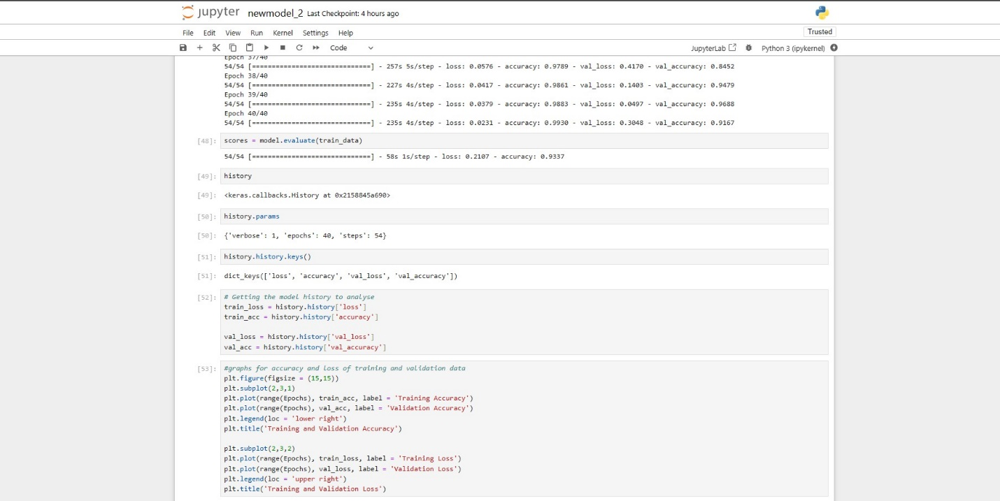 jupyter newmodel_2 Last Checkpoint: 4 hours ago
File Edit View Run Kernel Settings Help
Trusted
Code
JupyterLab
Python 3 (ipykernel)
Epoch 37/40
54/54 [==============================] - 257s 5s/step - loss: 0.0576 - accuracy: 0.9789 - val_loss: 0.4170 - val_accuracy: 0.8452
Epoch 38/40
54/54 [==============================] - 227s 4s/step - loss: 0.0417 - accuracy: 0.9861 - val_loss: 0.1403 - val_accuracy: 0.9479
Epoch 39/40
54/54 [==============================] - 235s 4s/step - loss: 0.0379 - accuracy: 0.9883 - val_loss: 0.0497 - val_accuracy: 0.9688
Epoch 40/40
54/54 [==============================] - 235s 4s/step - loss: 0.0231 - accuracy: 0.9930 - val_loss: 0.3048 - val_accuracy: 0.9167
[48]: scores = model.evaluate(train_data)
54/54 [==============================] - 58s 1s/step - loss: 0.2107 - accuracy: 0.9337
[49]: history
[49]: <keras.callbacks.History at 0x2158845a690>
[50]: history.params
[50]: {'verbose': 1, 'epochs': 40, 'steps': 54}
[51]: history.history.keys()
[51]: dict_keys(['loss', 'accuracy', 'val_loss', 'val_accuracy'])
[52]: # Getting the model history to analyse
train_loss = history.history['loss']
train_acc = history.history['accuracy']
val_loss = history.history['val_loss']
val_acc = history.history['val_accuracy']
[53]: #graphs for accuracy and loss of training and validation data
plt.figure(figsize = (15,15))
plt.subplot(2,3,1)
plt.plot(range(Epochs), train_acc, label = 'Training Accuracy')
plt.plot(range(Epochs), val_acc, label = 'Validation Accuracy')
plt.legend(loc = 'lower right')
plt.title('Training and Validation Accuracy')
plt.subplot(2,3,2)
plt.plot(range(Epochs), train_loss, label = 'Training Loss')
plt.plot(range(Epochs), val_loss, label = 'Validation Loss')
plt.legend(loc = 'upper right')
plt.title('Training and Validation Loss')